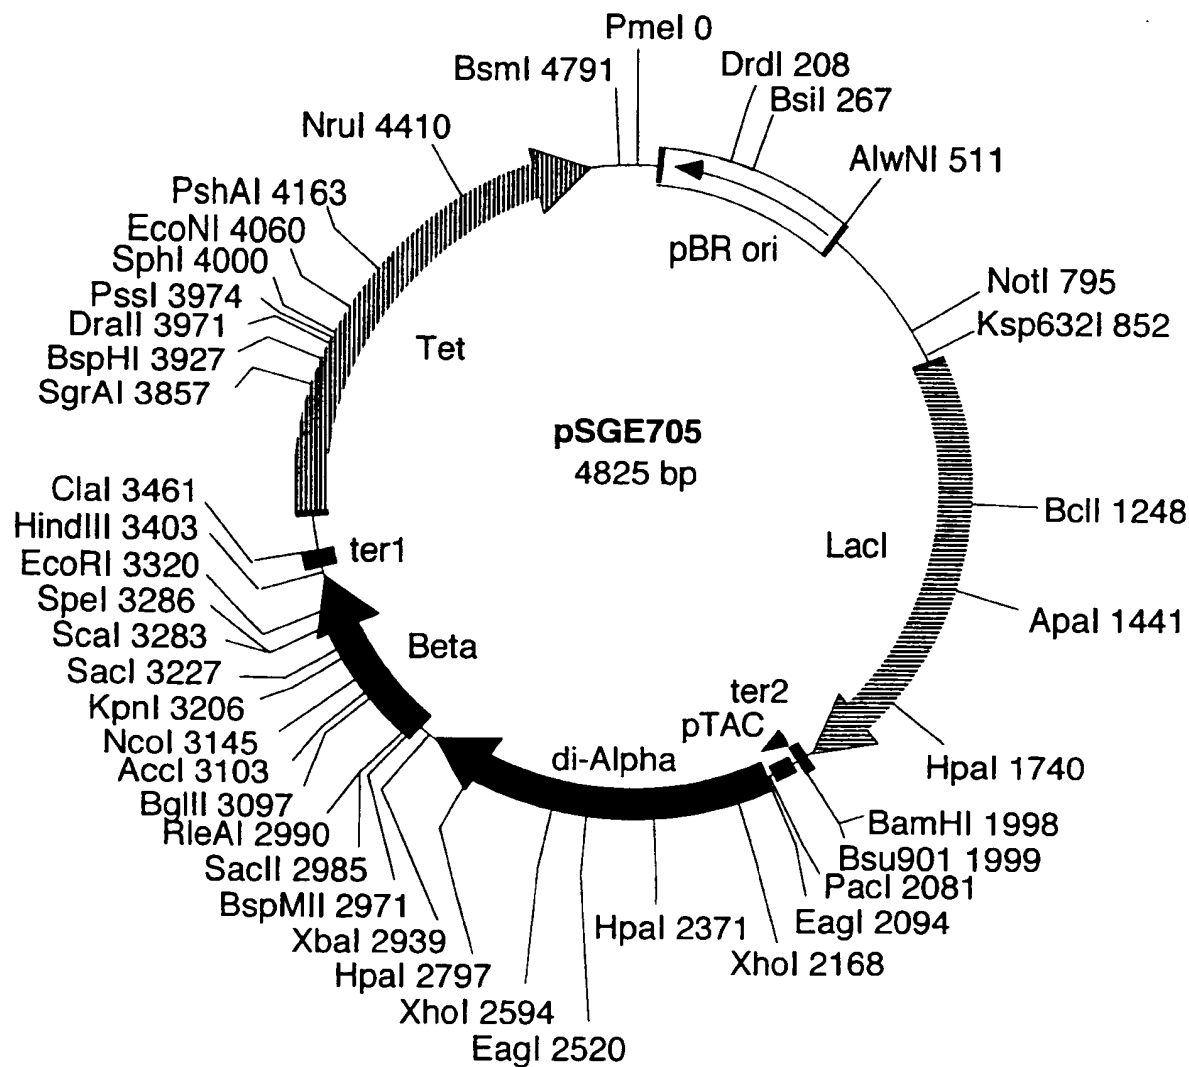 PmeI 0
BsmI 4791
DrdI 208
BsiI 267
NruI 4410
AlwNI 511
PshAI 4163
EcoNI 4060
SphI 4000
PssI 3974
DraII 3971
BspHI 3927
SgrAI 3857
pBR ori
NotI 795
Ksp632I 852
Tet
pSGE705
4825 bp
ClaI 3461
HindIII 3403
EcoRI 3320
SpeI 3286
ScaI 3283
SacI 3227
KpnI 3206
NcoI 3145
AccI 3103
BglII 3097
RleAI 2990
SacII 2985
BspMII 2971
XbaI 2939
HpaI 2797
XhoI 2594
EagI 2520
ter1
Beta
LacI
BclI 1248
ApaI 1441
ter2
pTAC
di-Alpha
HpaI 1740
BamHI 1998
Bsu901 1999
PacI 2081
EagI 2094
HpaI 2371
XhoI 2168